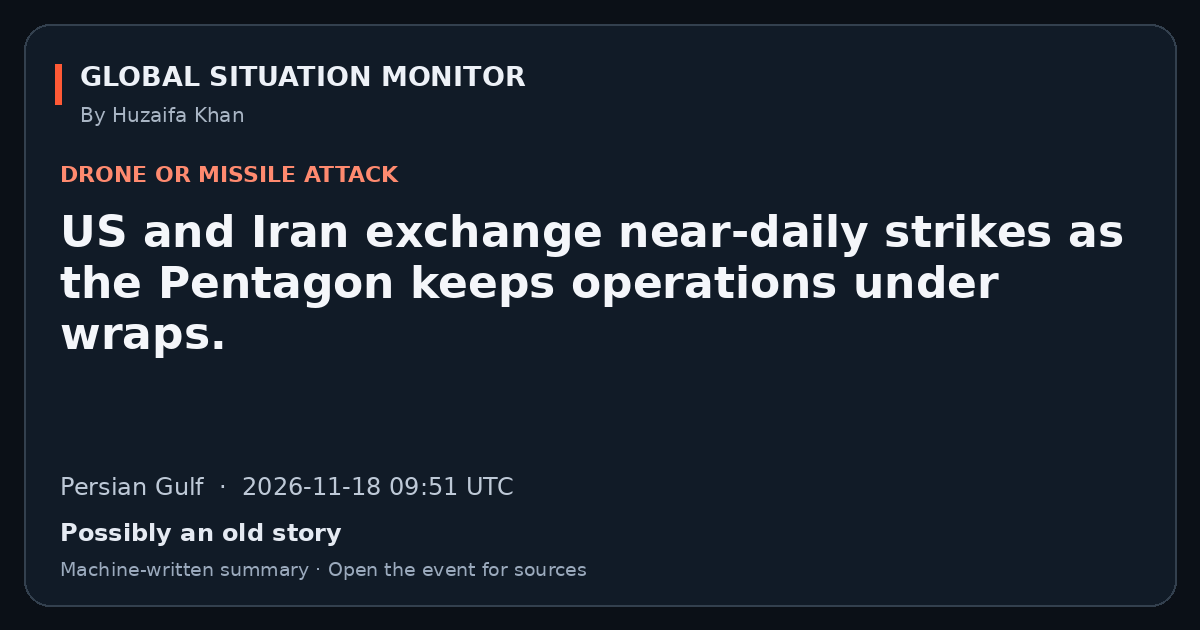 GLOBAL SITUATION MONITOR
By Huzaifa Khan
DRONE OR MISSILE ATTACK
US and Iran exchange near-daily strikes as
the Pentagon keeps operations under
wraps.
Persian Gulf · 2026-11-18 09:51 UTC
Possibly an old story
Machine-written summary · Open the event for sources